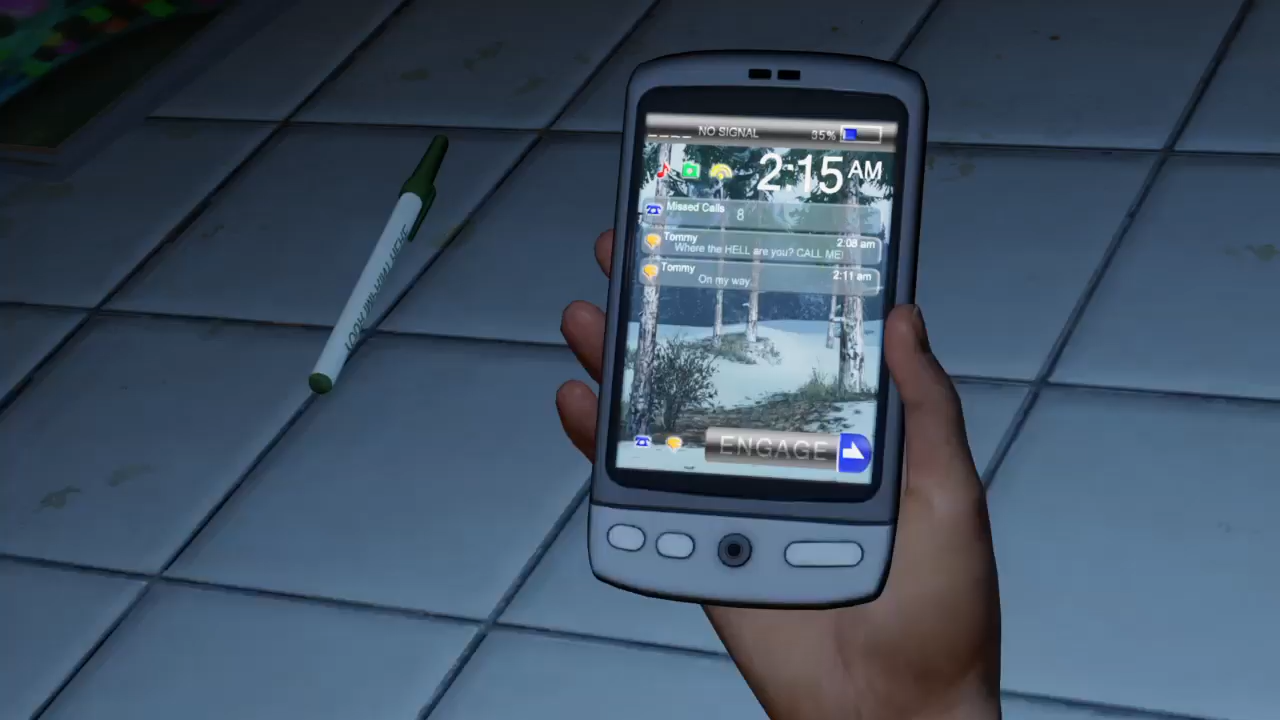 NO SIGNAL 35%
2:15 AM
Missed Calls
8
Tommy 2:08 am
Where the HELL are you? CALL ME!
Tommy 2:11 am
On my way
ENGAGE